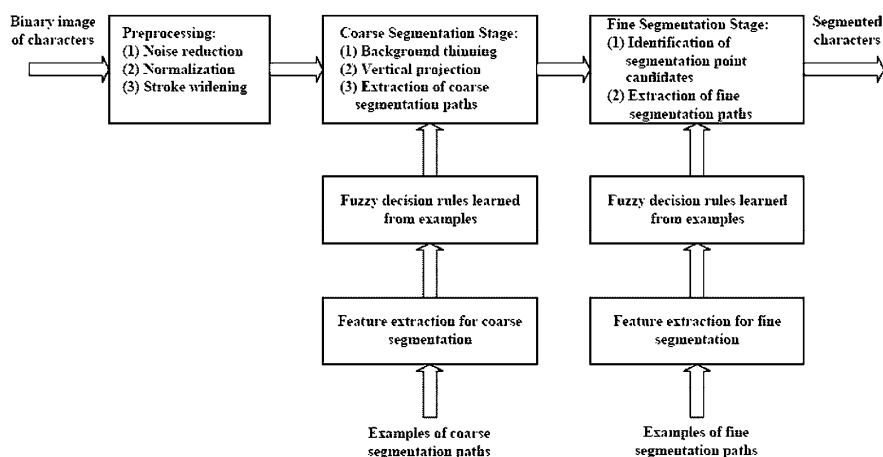 Binary image
of characters
Preprocessing:
(1) Noise reduction
(2) Normalization
(3) Stroke widening
Coarse Segmentation Stage:
(1) Background thinning
(2) Vertical projection
(3) Extraction of coarse
segmentation paths
Fine Segmentation Stage:
(1) Identification of
segmentation point
candidates
(2) Extraction of fine
segmentation paths
Segmented
characters
Fuzzy decision rules learned
from examples
Fuzzy decision rules learned
from examples
Feature extraction for coarse
segmentation
Feature extraction for fine
segmentation
Examples of coarse
segmentation paths
Examples of fine
segmentation paths